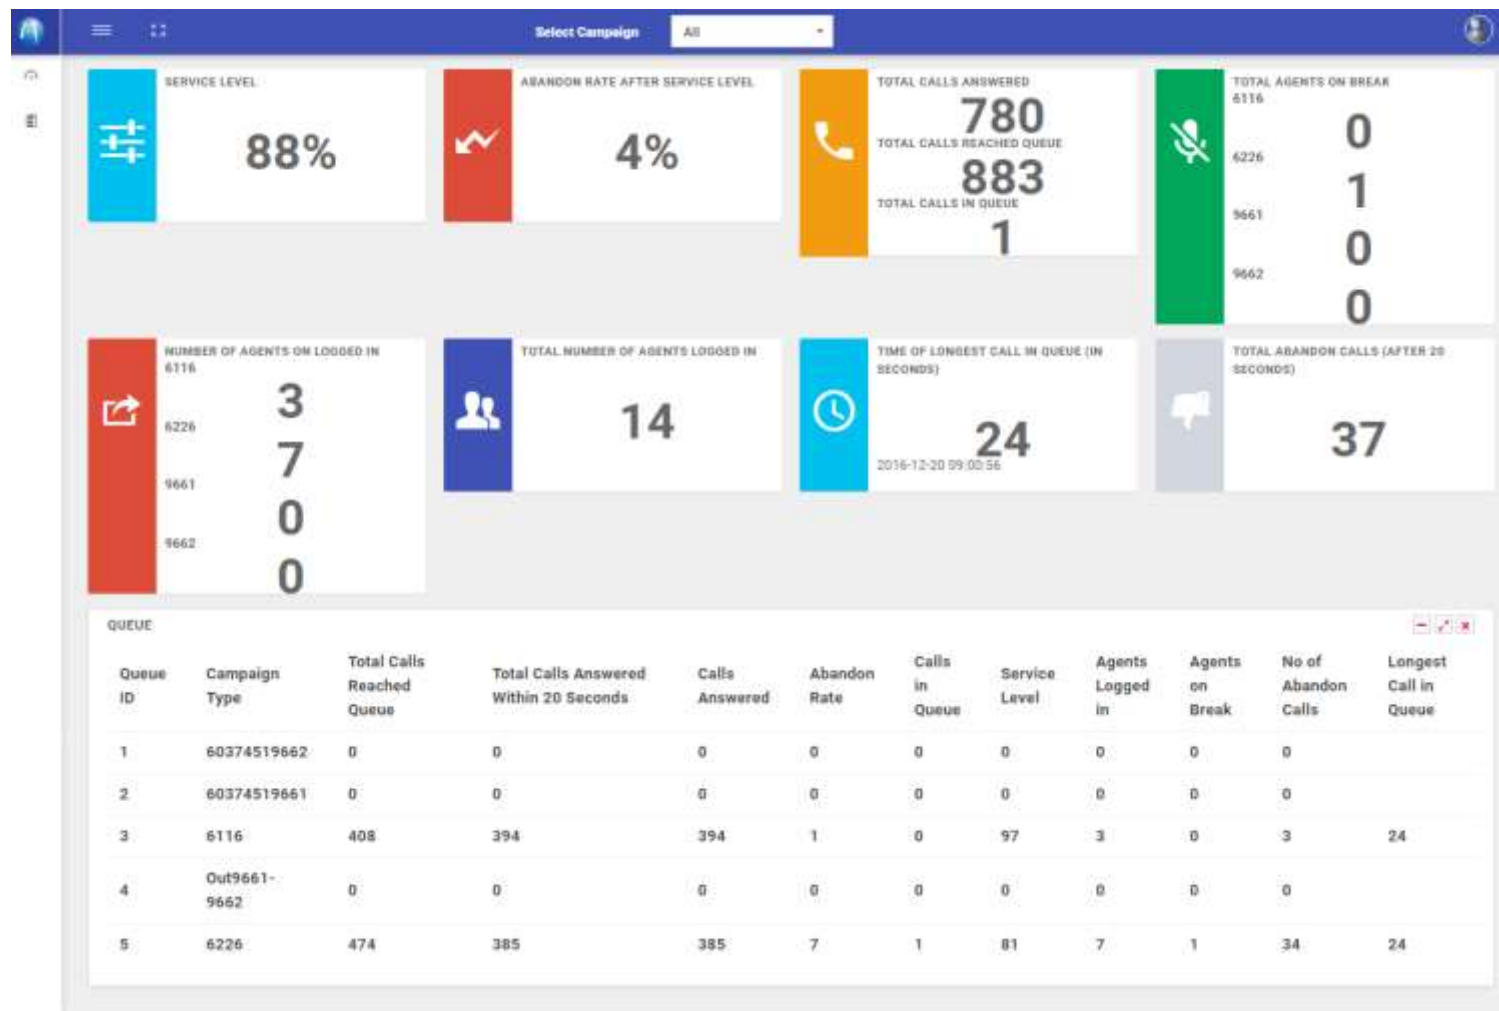 Select Campaign
All
SERVICE LEVEL
88%
ABANDON RATE AFTER SERVICE LEVEL
4%
TOTAL CALLS ANSWERED
780
TOTAL CALLS REACHED QUEUE
883
TOTAL CALLS IN QUEUE
1
TOTAL AGENTS ON BREAK
6116
0
6226
1
9661
0
9662
0
NUMBER OF AGENTS ON LOGGED IN
6116
3
6226
7
9661
0
9662
0
TOTAL NUMBER OF AGENTS LOGGED IN
14
TIME OF LONGEST CALL IN QUEUE (IN
SECONDS)
24
2016-12-20 09:00:56
TOTAL ABANDON CALLS (AFTER 20
SECONDS)
37
QUEUE
Queue ID Campaign Type Total Calls Reached Queue Total Calls Answered Within 20 Seconds Calls Answered Abandon Rate Calls in Queue Service Level Agents Logged in Agents on Break No of Abandon Calls Longest Call in Queue
1 60374519662 0 0 0 0 0 0 0 0 0
2 60374519661 0 0 0 0 0 0 0 0 0
3 6116 408 394 394 1 0 97 3 0 3 24
4 Out9661-9662 0 0 0 0 0 0 0 0 0
5 6226 474 385 385 7 1 81 7 1 34 24